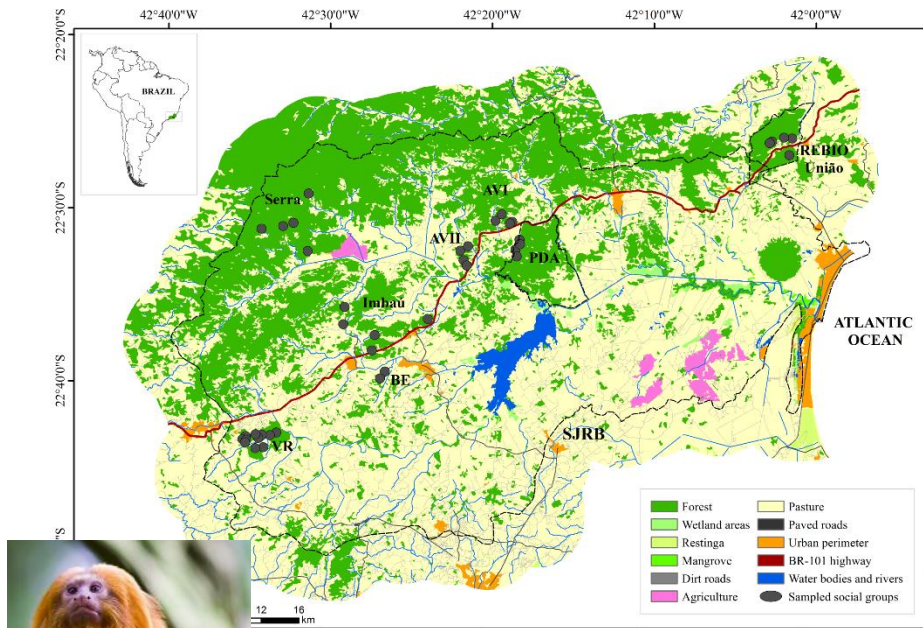 42°40'0"W 42°30'0"W 42°20'0"W 42°10'0"W 42°0'0"W
22°20'0"S
BRAZIL
REBIO
União
22°30'0"S
Serra
AVI
AVII
PDA
Imbaú
ATLANTIC
OCEAN
22°40'0"S
BE
SJRB
VR
Forest
Wetland areas
Restinga
Mangrove
Dirt roads
Agriculture
Pasture
Paved roads
Urban perimeter
BR-101 highway
Water bodies and rivers
Sampled social groups
12 16
km